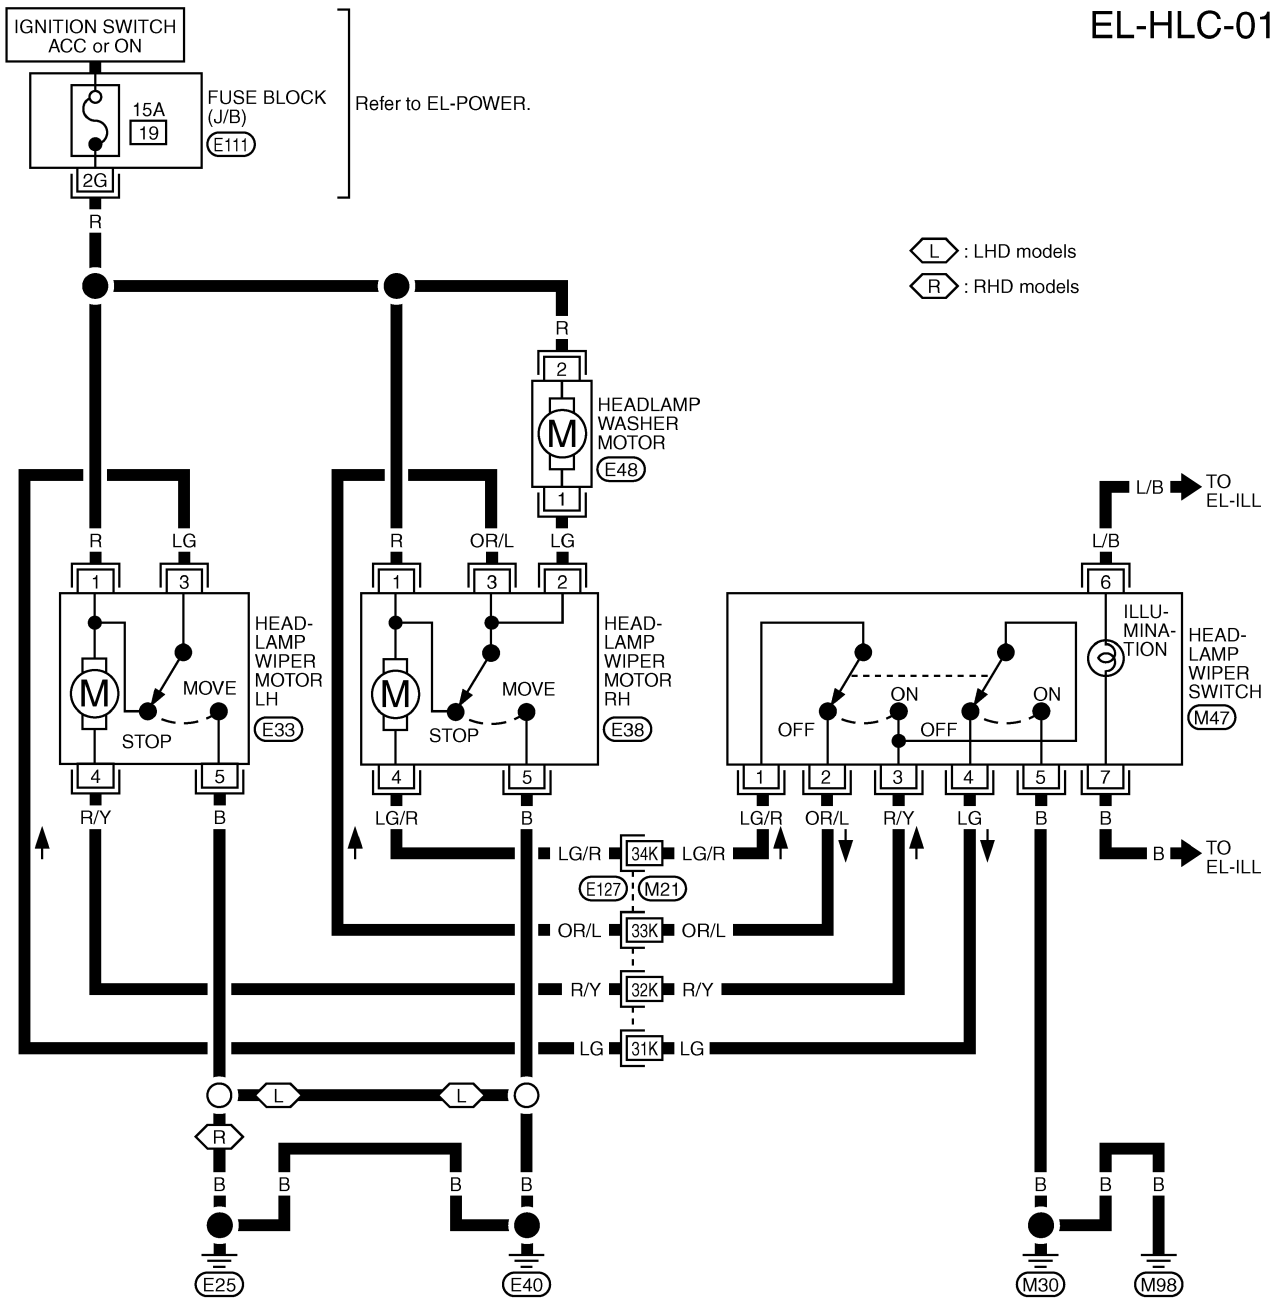 EL-HLC-01
IGNITION SWITCH
ACC or ON
15A
19
FUSE BLOCK
(J/B)
E111
Refer to EL-POWER.
2G
R
L : LHD models
R : RHD models
R
2
HEADLAMP
WASHER
MOTOR
M
E48
1
L/B
TO
EL-ILL
R
LG
R
OR/L
LG
L/B
1
3
1
3
2
6
HEAD-
LAMP
WIPER
MOTOR
LH
E33
M
MOVE
STOP
HEAD-
LAMP
WIPER
MOTOR
RH
E38
M
MOVE
STOP
ILLU-
MINA-
TION
HEAD-
LAMP
WIPER
SWITCH
M47
OFF
ON
OFF
ON
4
5
4
5
1
2
3
4
5
7
R/Y
B
LG/R
B
LG/R
OR/L
R/Y
LG
B
B
LG/R
34K
LG/R
B
TO
EL-ILL
E127
M21
OR/L
33K
OR/L
R/Y
32K
R/Y
LG
31K
LG
L
L
R
B
B
B
B
B
B
B
E25
E40
M30
M98